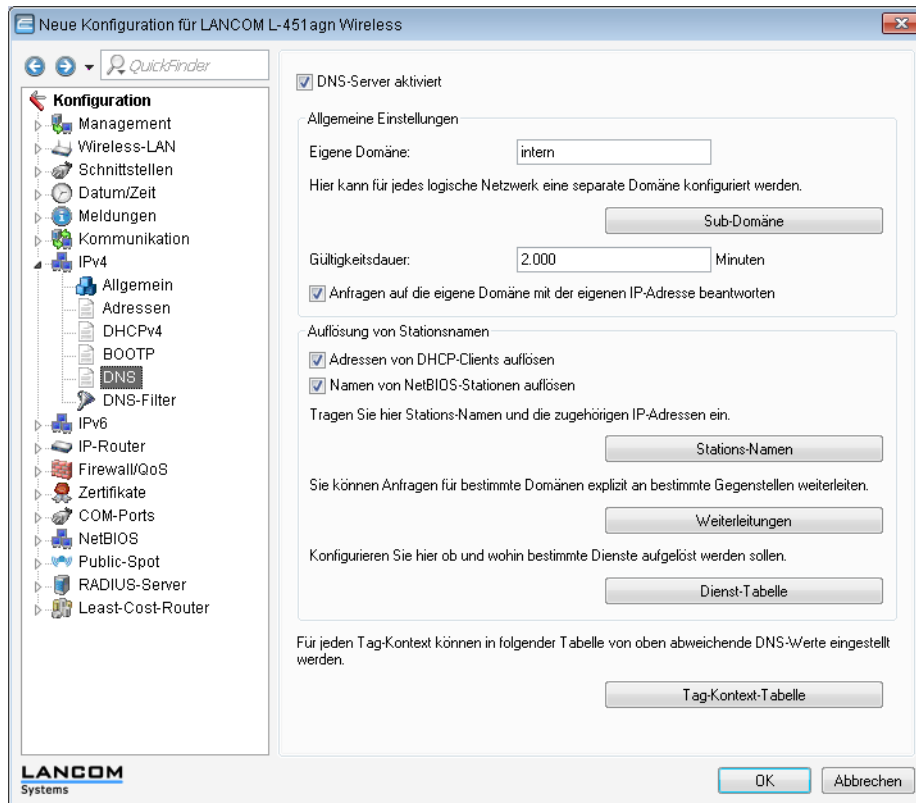 Neue Konfiguration für LANCOM L-451agn Wireless
QuickFinder
Konfiguration
Management
Wireless-LAN
Schnittstellen
Datum/Zeit
Meldungen
Kommunikation
IPv4
Allgemein
Adressen
DHCPv4
BOOTP
DNS
DNS-Filter
IPv6
IP-Router
Firewall/QoS
Zertifikate
COM-Ports
NetBIOS
Public-Spot
RADIUS-Server
Least-Cost-Router
DNS-Server aktiviert
Allgemeine Einstellungen
Eigene Domäne: intern
Hier kann für jedes logische Netzwerk eine separate Domäne konfiguriert werden.
Sub-Domäne
Gültigkeitsdauer: 2.000 Minuten
Anfragen auf die eigene Domäne mit der eigenen IP-Adresse beantworten
Auflösung von Stationsnamen
Adressen von DHCP-Clients auflösen
Namen von NetBIOS-Stationen auflösen
Tragen Sie hier Stations-Namen und die zugehörigen IP-Adressen ein.
Stations-Namen
Sie können Anfragen für bestimmte Domänen explizit an bestimmte Gegenstellen weiterleiten.
Weiterleitungen
Konfigurieren Sie hier ob und wohin bestimmte Dienste aufgelöst werden sollen.
Dienst-Tabelle
Für jeden Tag-Kontext können in folgender Tabelle von oben abweichende DNS-Werte eingestellt
werden.
Tag-Kontext-Tabelle
LANCOM
Systems
OK Abbrechen